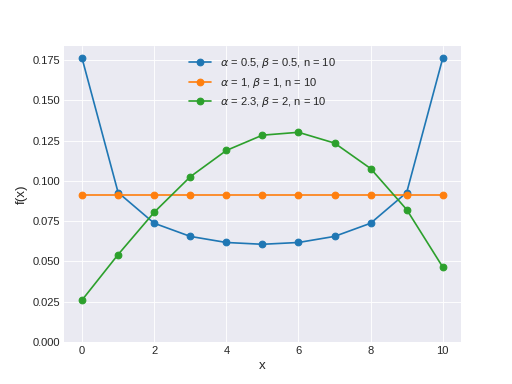 0.175
0.150
0.125
0.100
0.075
0.050
0.025
0.000
f(x)
α = 0.5, β = 0.5, n = 10
α = 1, β = 1, n = 10
α = 2.3, β = 2, n = 10
0 2 4 6 8 10
x